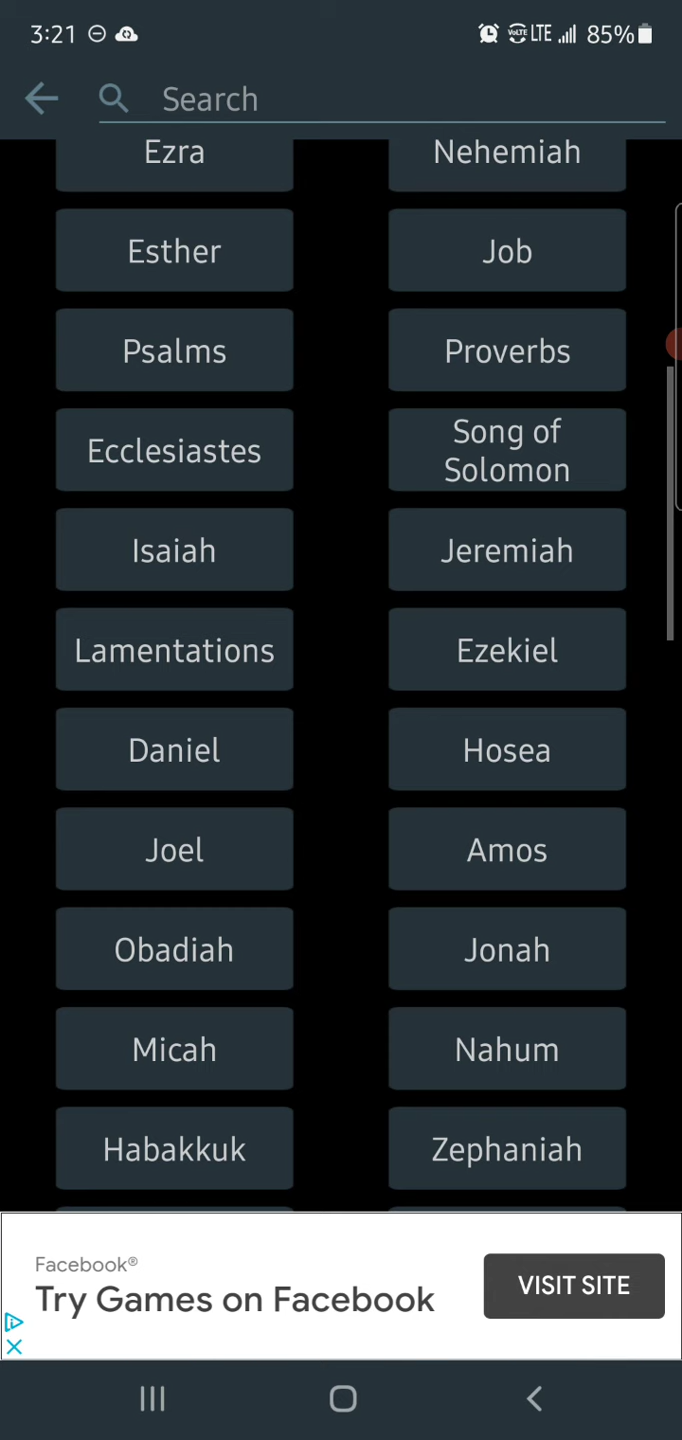 3:21 VoLTE LTE 85%
Search
Ezra Nehemiah
Esther Job
Psalms Proverbs
Ecclesiastes Song of
Solomon
Isaiah Jeremiah
Lamentations Ezekiel
Daniel Hosea
Joel Amos
Obadiah Jonah
Micah Nahum
Habakkuk Zephaniah
Facebook®
Try Games on Facebook VISIT SITE